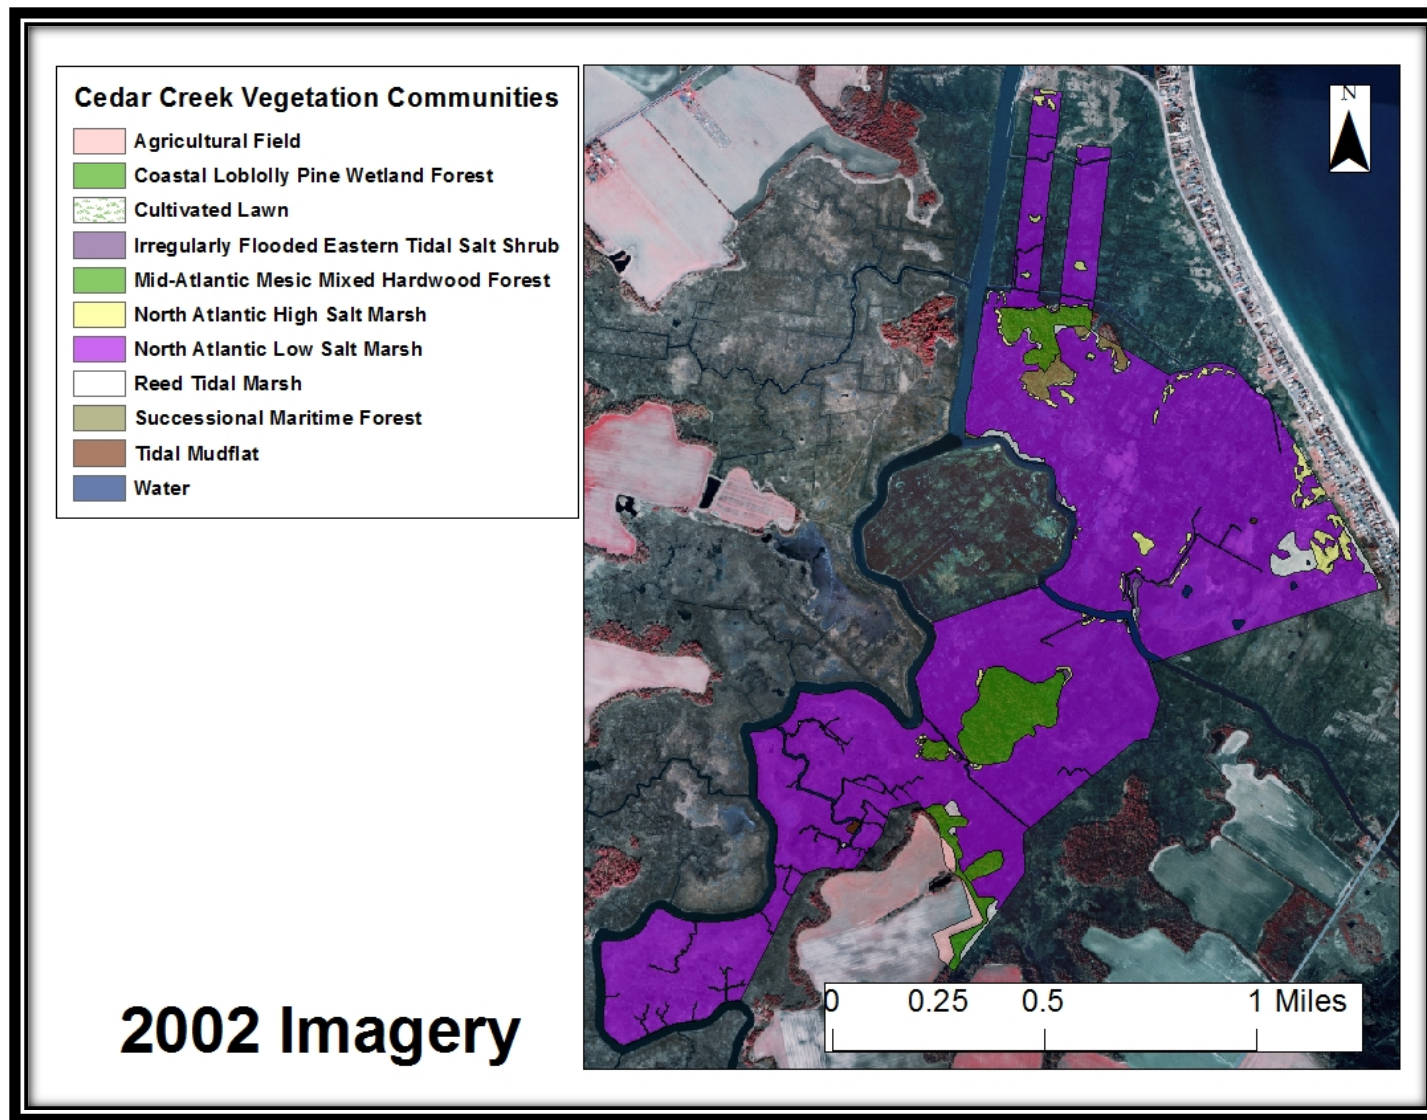 Cedar Creek Vegetation Communities
Agricultural Field
Coastal Loblolly Pine Wetland Forest
Cultivated Lawn
Irregularly Flooded Eastern Tidal Salt Shrub
Mid-Atlantic Mesic Mixed Hardwood Forest
North Atlantic High Salt Marsh
North Atlantic Low Salt Marsh
Reed Tidal Marsh
Successional Maritime Forest
Tidal Mudflat
Water
N
2002 Imagery
0 0.25 0.5 1 Miles